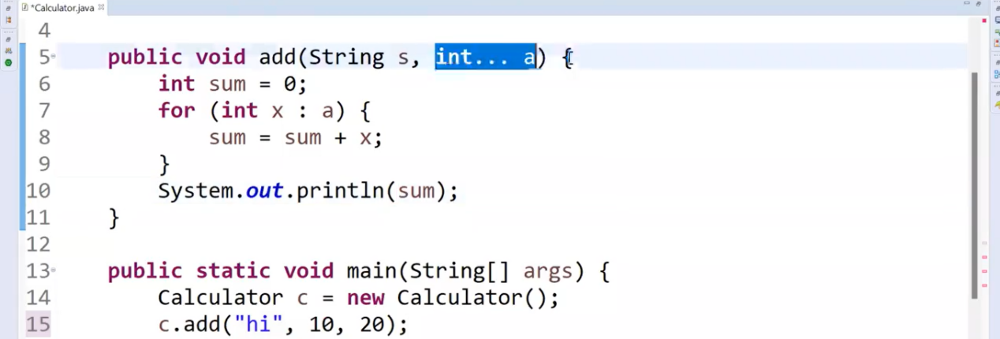 *Calculator.java
4
5 public void add(String s, int... a) {
6 int sum = 0;
7 for (int x : a) {
8 sum = sum + x;
9 }
10 System.out.println(sum);
11 }
12
13 public static void main(String[] args) {
14 Calculator c = new Calculator();
15 c.add("hi", 10, 20);